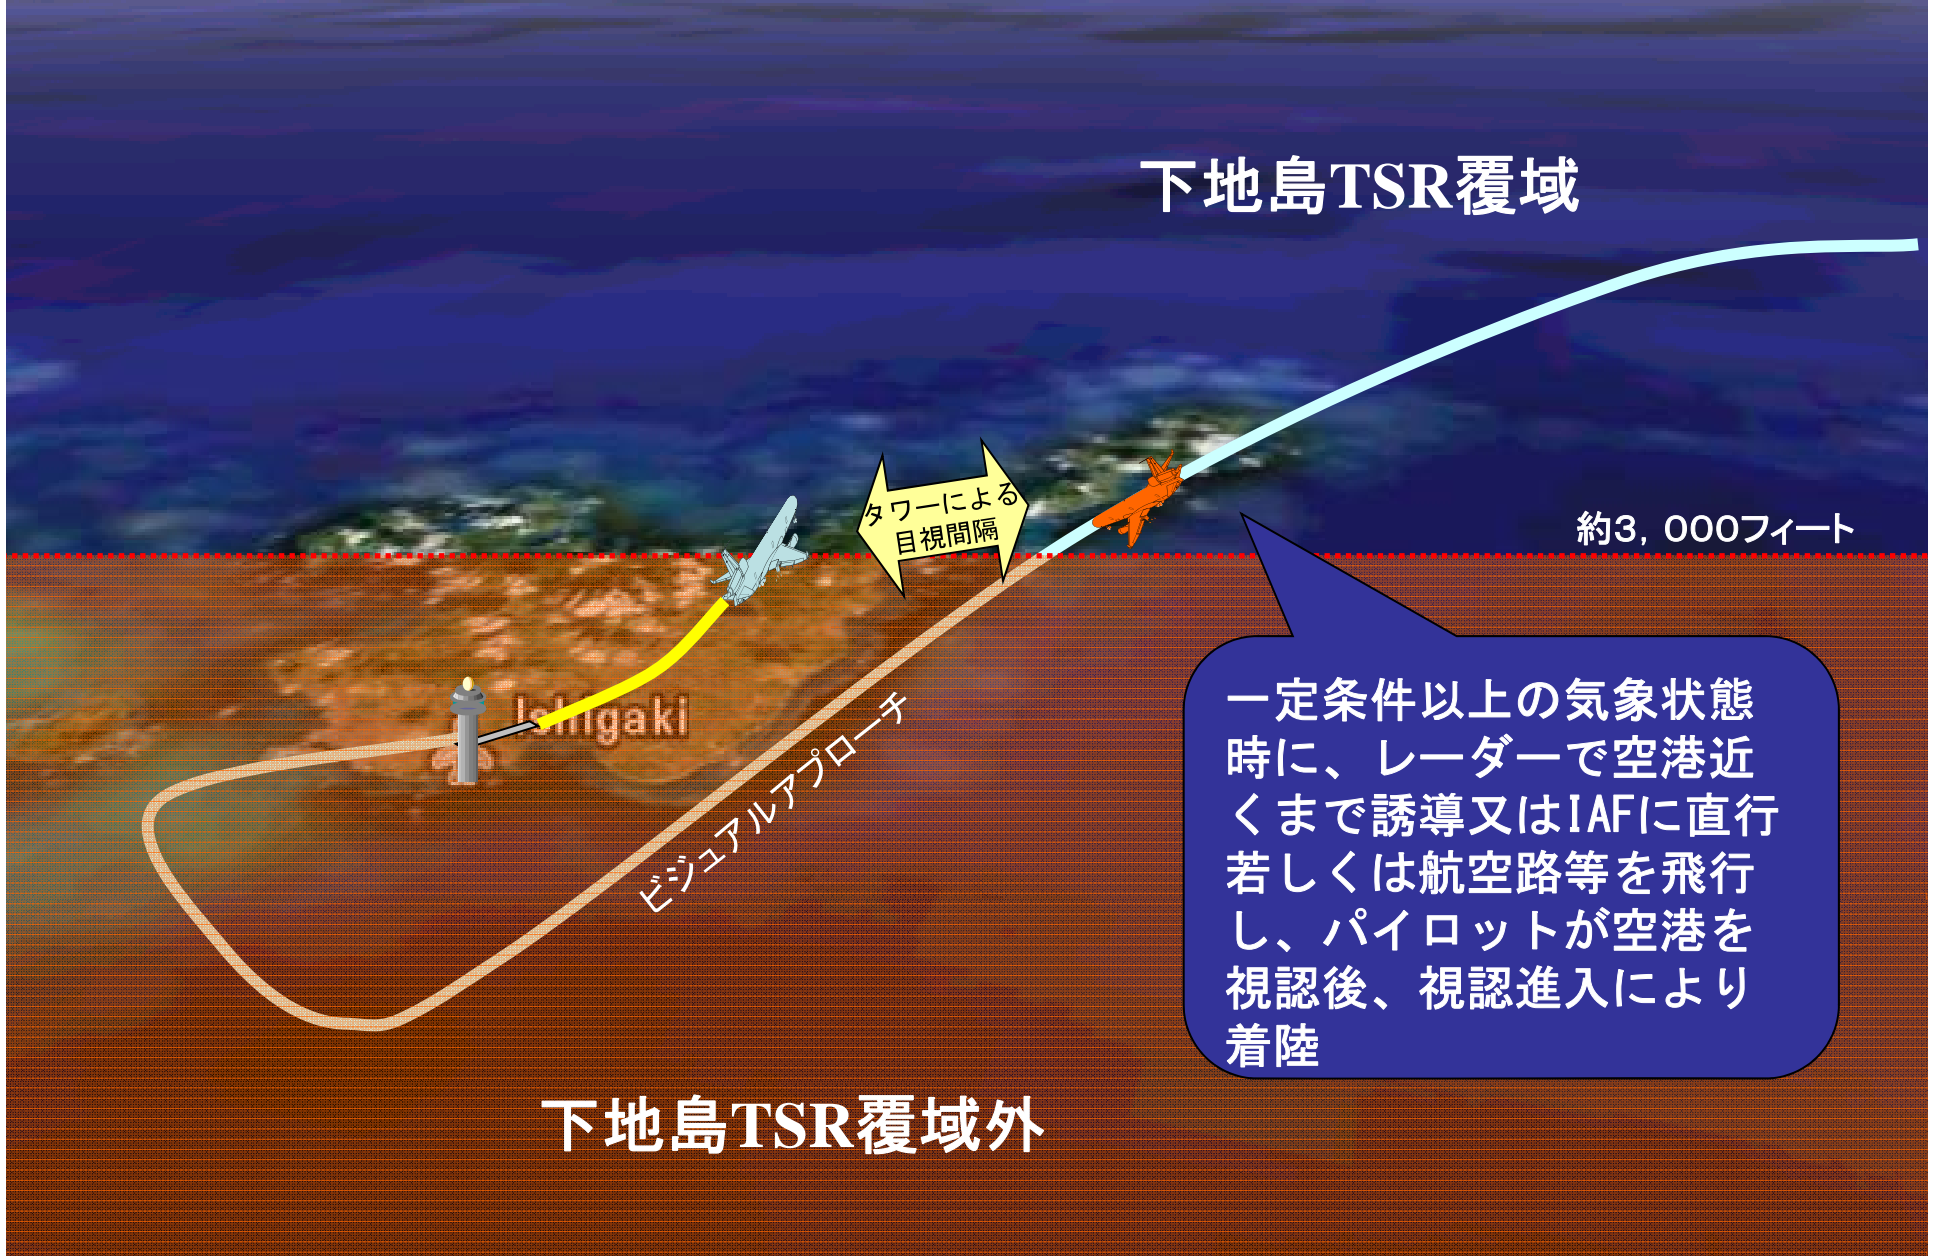 下地島TSR覆域
タワーによる
目視間隔
約3，000フィート
Ishigaki
ビジュアルアプローチ
一定条件以上の気象状態
時に、レーダーで空港近
くまで誘導又はIAFに直行
若しくは航空路等を飛行
し、パイロットが空港を
視認後、視認進入により
着陸
下地島TSR覆域外